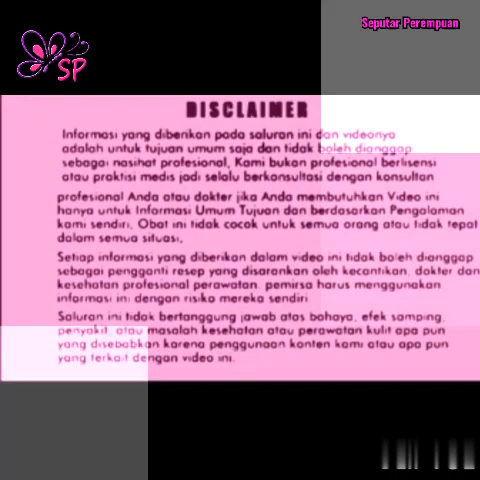 Seputar Perempuan
SP
DISCLAIMER
Informasi yang diberikan pada saluran ini dan videonya
adalah untuk tujuan umum saja dan tidak boleh dianggap
sebagai nasihat profesional, Kami bukan profesional berlisensi
atau praktisi medis jadi selalu berkonsultasi dengan konsultan
profesional Anda atau dokter jika Anda membutuhkan Video ini
hanya untuk Informasi Umum Tujuan dan berdasarkan Pengalaman
kami sendiri, Obat ini tidak cocok untuk semua orang atau tidak tepat
dalam semua situasi,
Setiap informasi yang diberikan dalam video ini tidak boleh dianggap
sebagai pengganti resep yang disarankan oleh kecantikan, dokter dan
kesehatan profesional perawatan. pemirsa harus menggunakan
informasi ini dengan risiko mereka sendiri.
Saluran ini tidak bertanggung jawab atas bahaya, efek samping,
penyakit, atau masalah kesehatan atau perawatan kulit apa pun
yang disebabkan karena penggunaan konten kami atau apa pun
yang terkait dengan video ini.